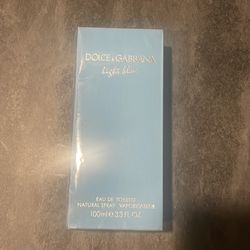 DOLCE & GABBANA
light blue
EAU DE TOILETTE
NATURAL SPRAY VAPORISATEUR
100ml℮3.3 FL.OZ.